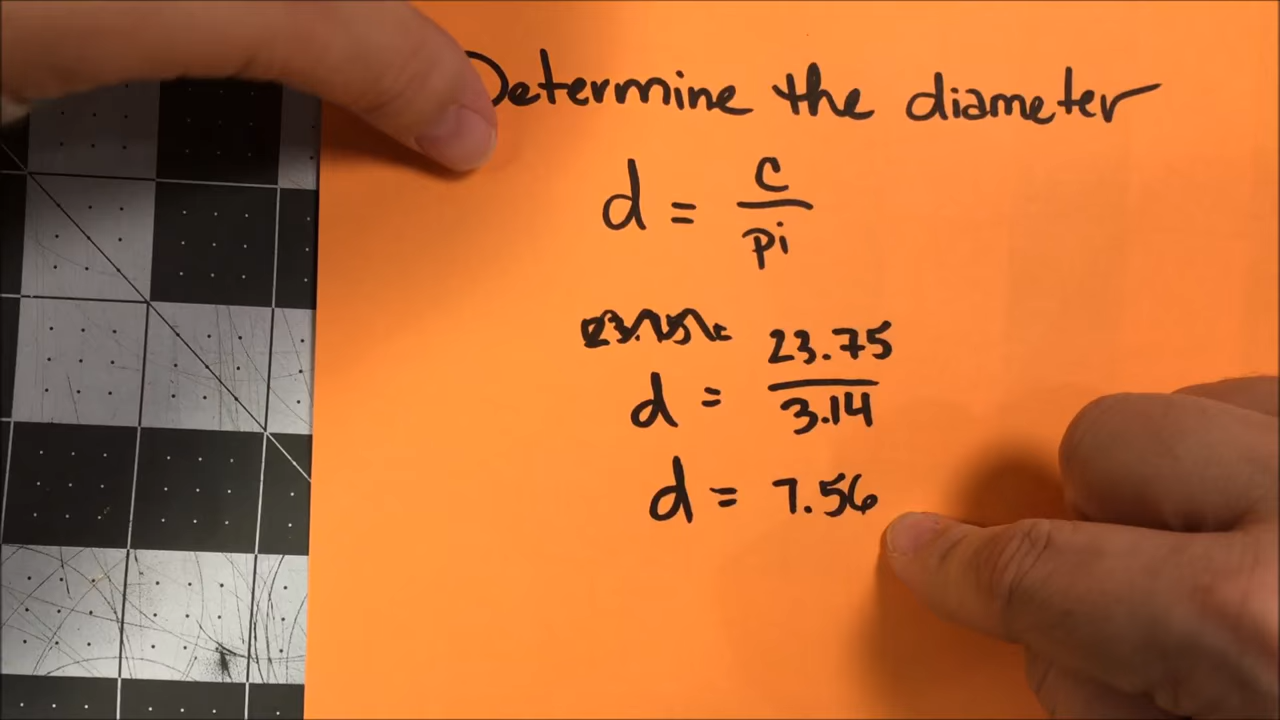 Determine the diameter
d = c
pi
23.75
d = 3.14
d = 7.56